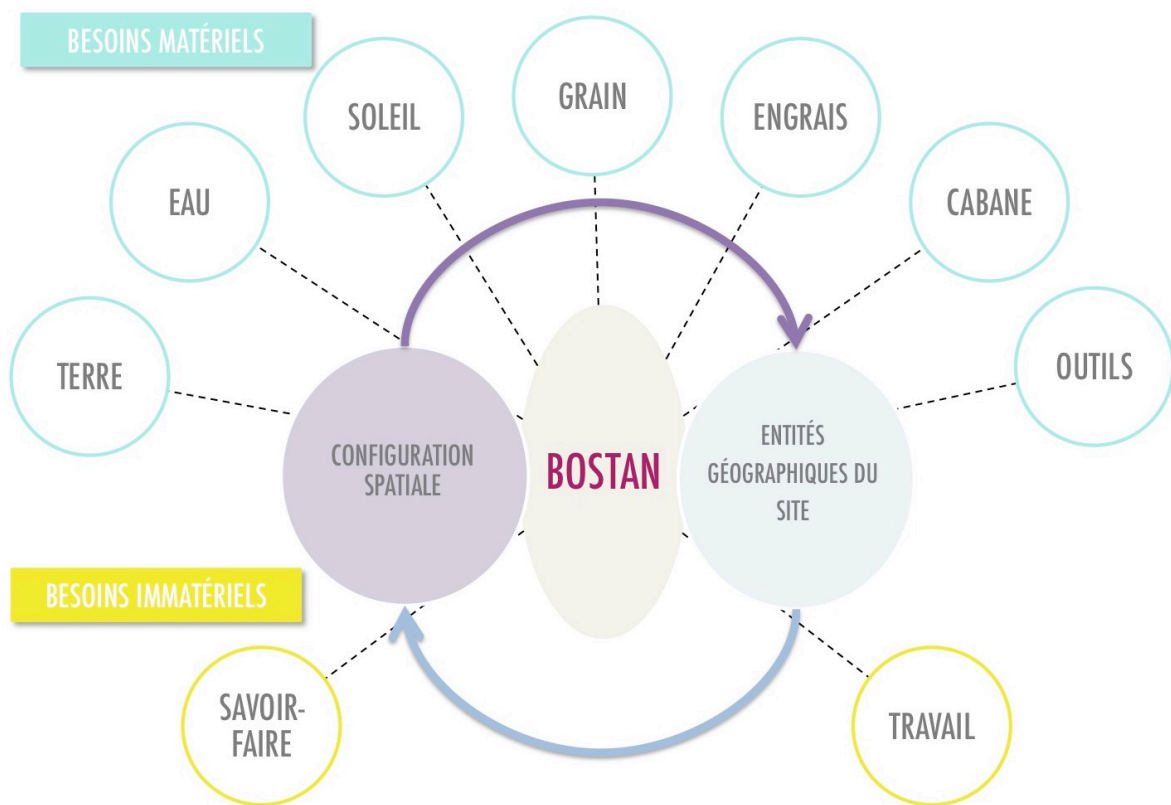 BESOINS MATÉRIELS
SOLEIL
GRAIN
ENGRAIS
EAU
CABANE
TERRE
OUTILS
CONFIGURATION
SPATIALE
BOSTAN
ENTITÉS
GÉOGRAPHIQUES DU
SITE
BESOINS IMMATÉRIELS
SAVOIR-
FAIRE
TRAVAIL